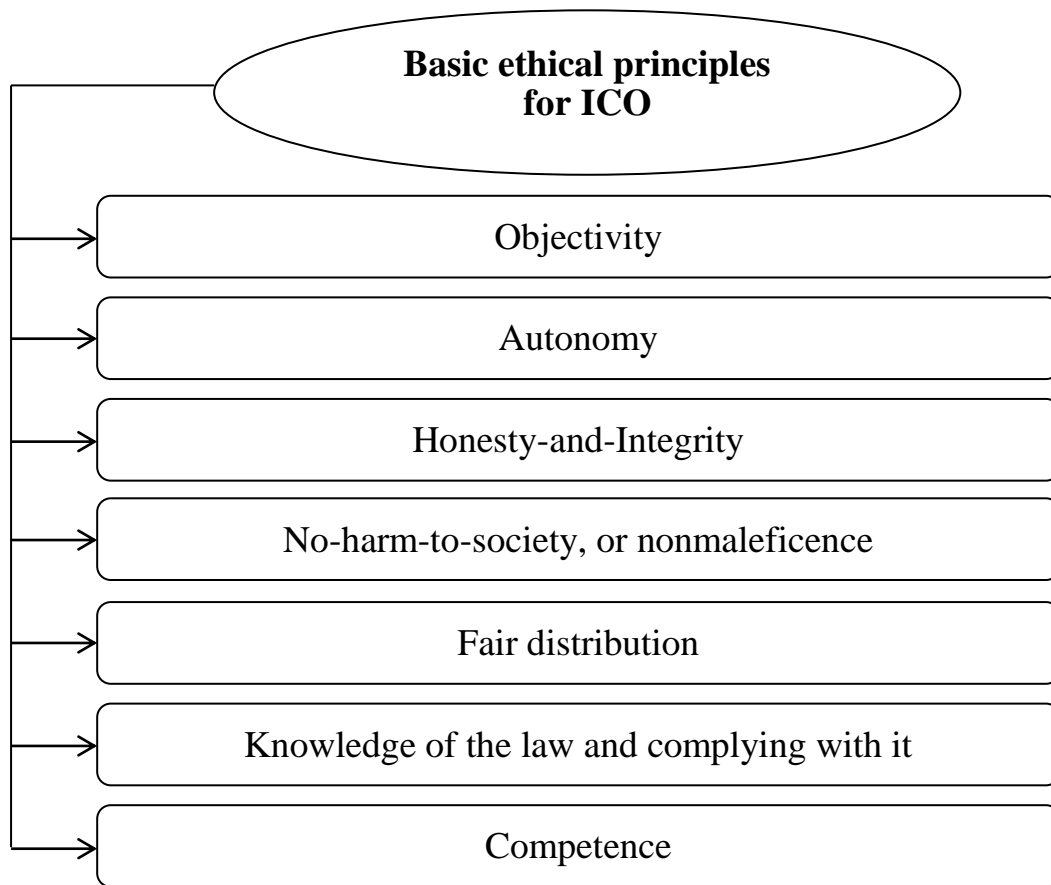 Basic ethical principles
for ICO
Objectivity
Autonomy
Honesty-and-Integrity
No-harm-to-society, or nonmaleficence
Fair distribution
Knowledge of the law and complying with it
Competence